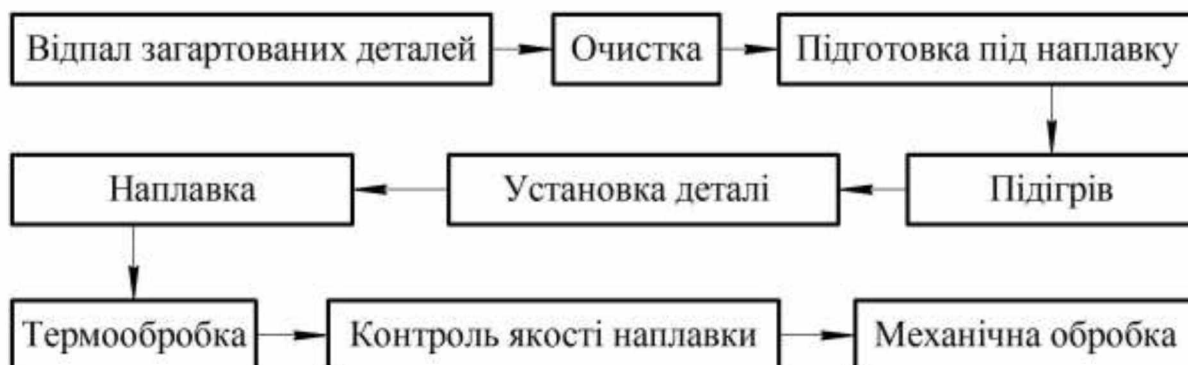 Відпал загартованих деталей
Очистка
Підготовка під наплавку
Підігрів
Установка деталі
Наплавка
Термообробка
Контроль якості наплавки
Механічна обробка